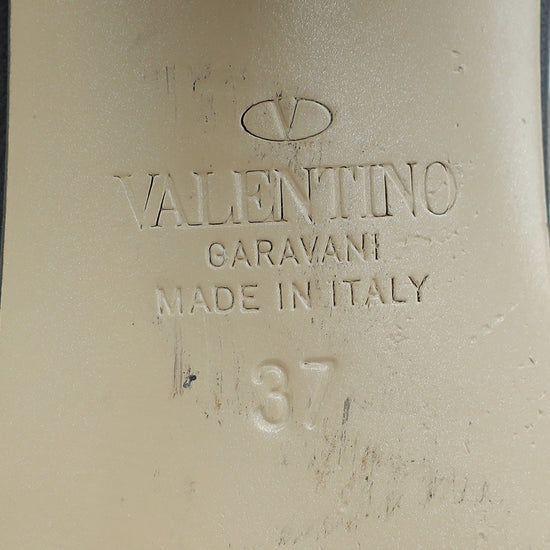 V
VALENTINO
GARAVANI
MADE IN ITALY
37